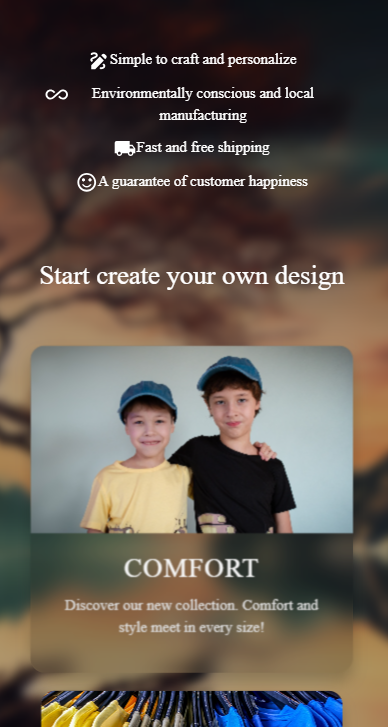 Simple to craft and personalize
Environmentally conscious and local
manufacturing
Fast and free shipping
A guarantee of customer happiness
Start create your own design
COMFORT
Discover our new collection. Comfort and
style meet in every size!